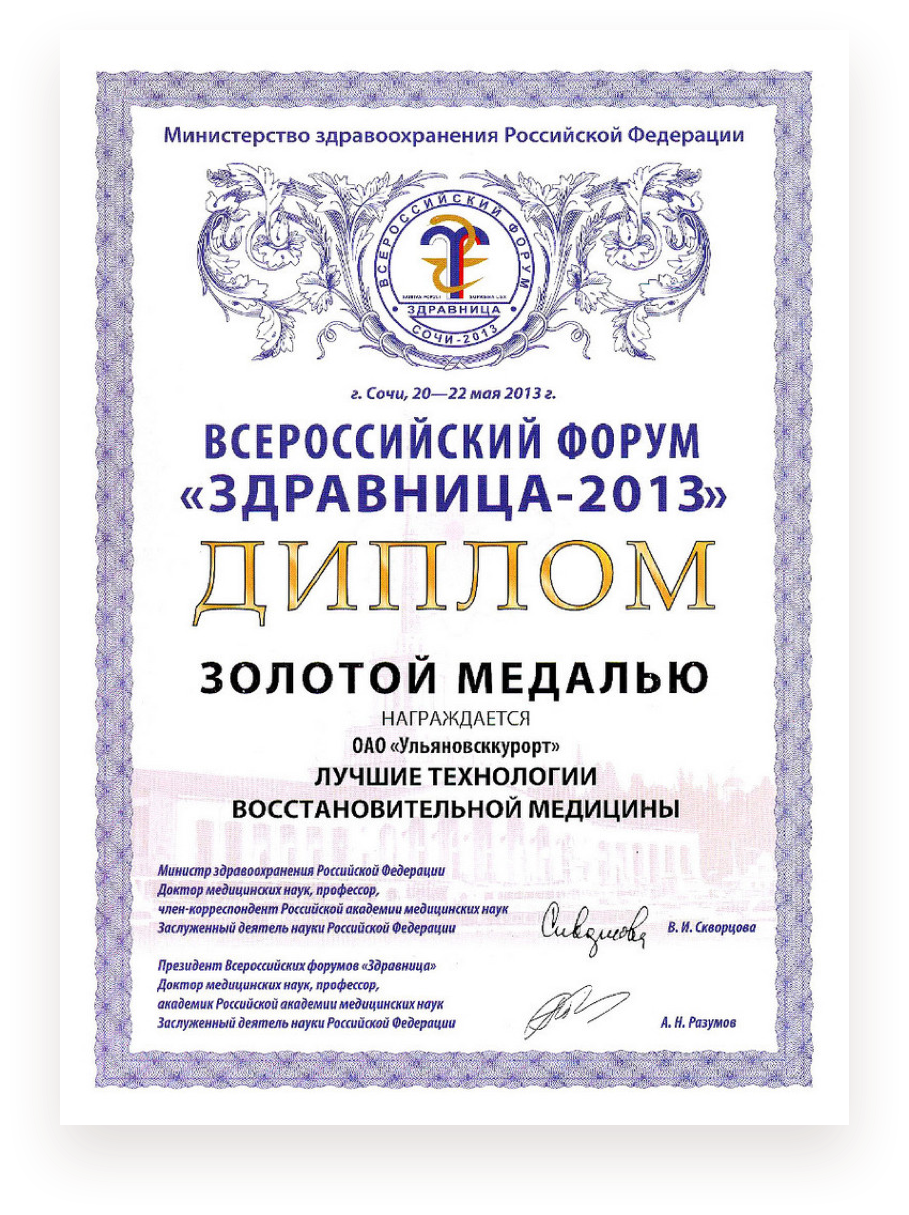 Министерство здравоохранения Российской Федерации
ВСЕРОССИЙСКИЙ ФОРУМ
ЗДРАВНИЦА
СОЧИ-2013
г. Сочи, 20—22 мая 2013 г.
ВСЕРОССИЙСКИЙ ФОРУМ
«ЗДРАВНИЦА-2013»
ДИПЛОМ
ЗОЛОТОЙ МЕДАЛЬЮ
НАГРАЖДАЕТСЯ
ОАО «Ульяновсккурорт»
ЛУЧШИЕ ТЕХНОЛОГИИ
ВОССТАНОВИТЕЛЬНОЙ МЕДИЦИНЫ
Министр здравоохранения Российской Федерации
Доктор медицинских наук, профессор,
член-корреспондент Российской академии медицинских наук
Заслуженный деятель науки Российской Федерации
В. И. Скворцова
Президент Всероссийских форумов «Здравница»
Доктор медицинских наук, профессор,
академик Российской академии медицинских наук
Заслуженный деятель науки Российской Федерации
А. Н. Разумов